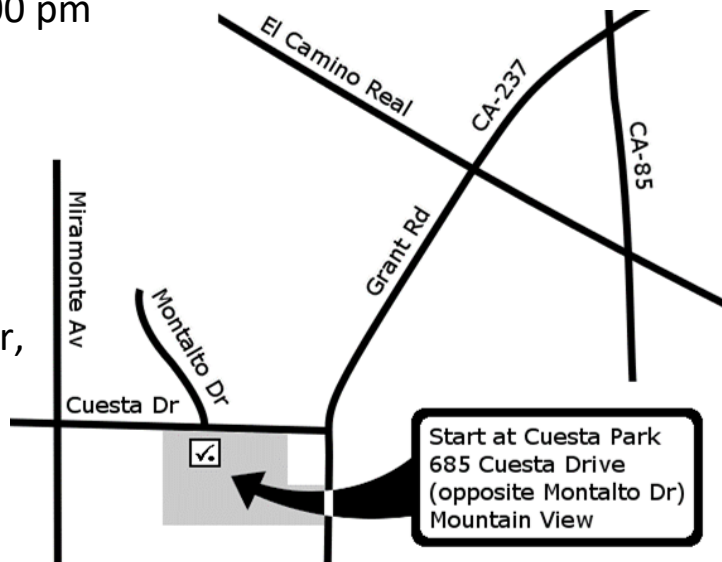 00 pm
El Camino Real
CA-237
CA-85
Grant Rd
Miramonte Av
Montalto Dr
r,
Cuesta Dr
Start at Cuesta Park
685 Cuesta Drive
(opposite Montalto Dr)
Mountain View